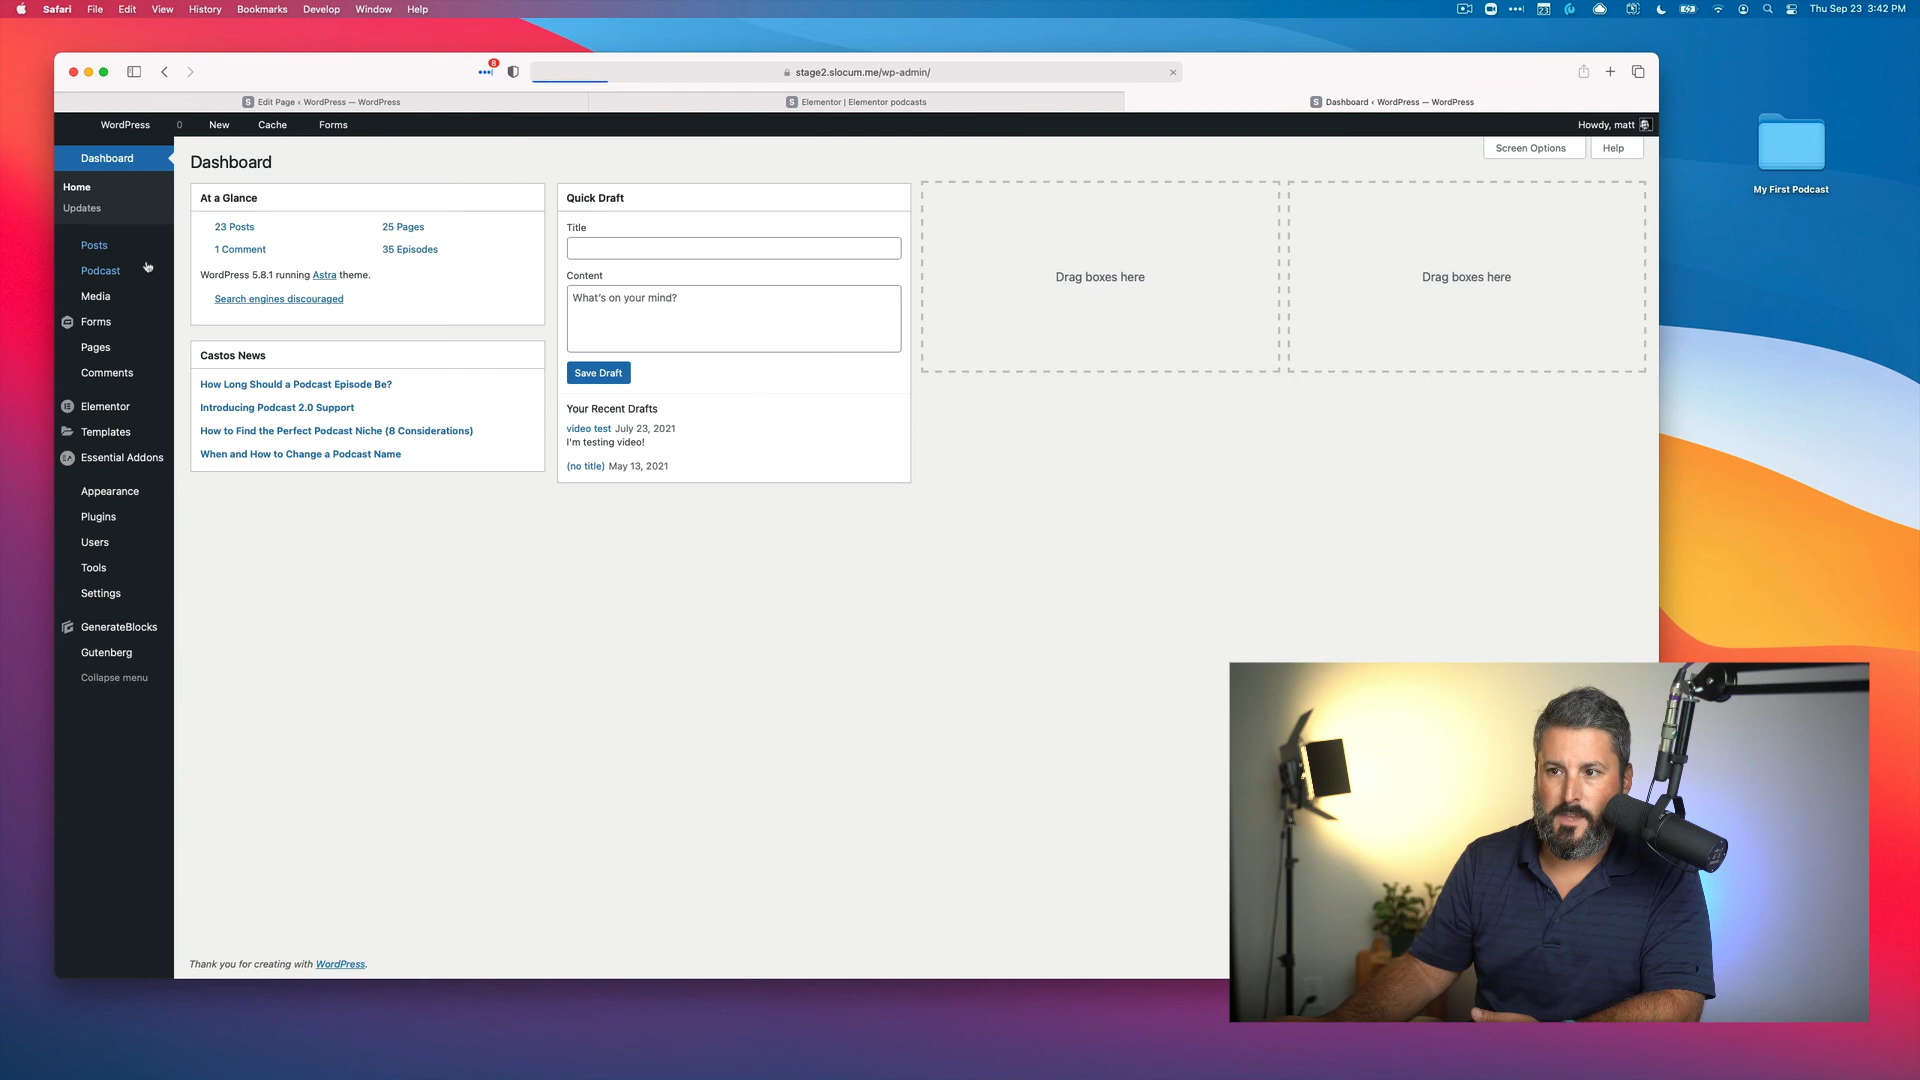 Safari File Edit View History Bookmarks Develop Window Help
23 Thu Sep 23 3:42 PM
8
stage2.slocum.me/wp-admin/
S Edit Page ‹ WordPress — WordPress
S Elementor | Elementor podcasts
S Dashboard ‹ WordPress — WordPress
WordPress 0 New Cache Forms
Howdy, matt
Dashboard
Home
Updates
Posts
Podcast
Media
Forms
Pages
Comments
Elementor
Templates
Essential Addons
Appearance
Plugins
Users
Tools
Settings
GenerateBlocks
Gutenberg
Collapse menu
Dashboard
Screen Options
Help
At a Glance
23 Posts
25 Pages
1 Comment
35 Episodes
WordPress 5.8.1 running Astra theme.
Search engines discouraged
Castos News
How Long Should a Podcast Episode Be?
Introducing Podcast 2.0 Support
How to Find the Perfect Podcast Niche (8 Considerations)
When and How to Change a Podcast Name
Quick Draft
Title
Content
What's on your mind?
Save Draft
Your Recent Drafts
video test July 23, 2021
I'm testing video!
(no title) May 13, 2021
Drag boxes here
Drag boxes here
My First Podcast
Thank you for creating with WordPress.